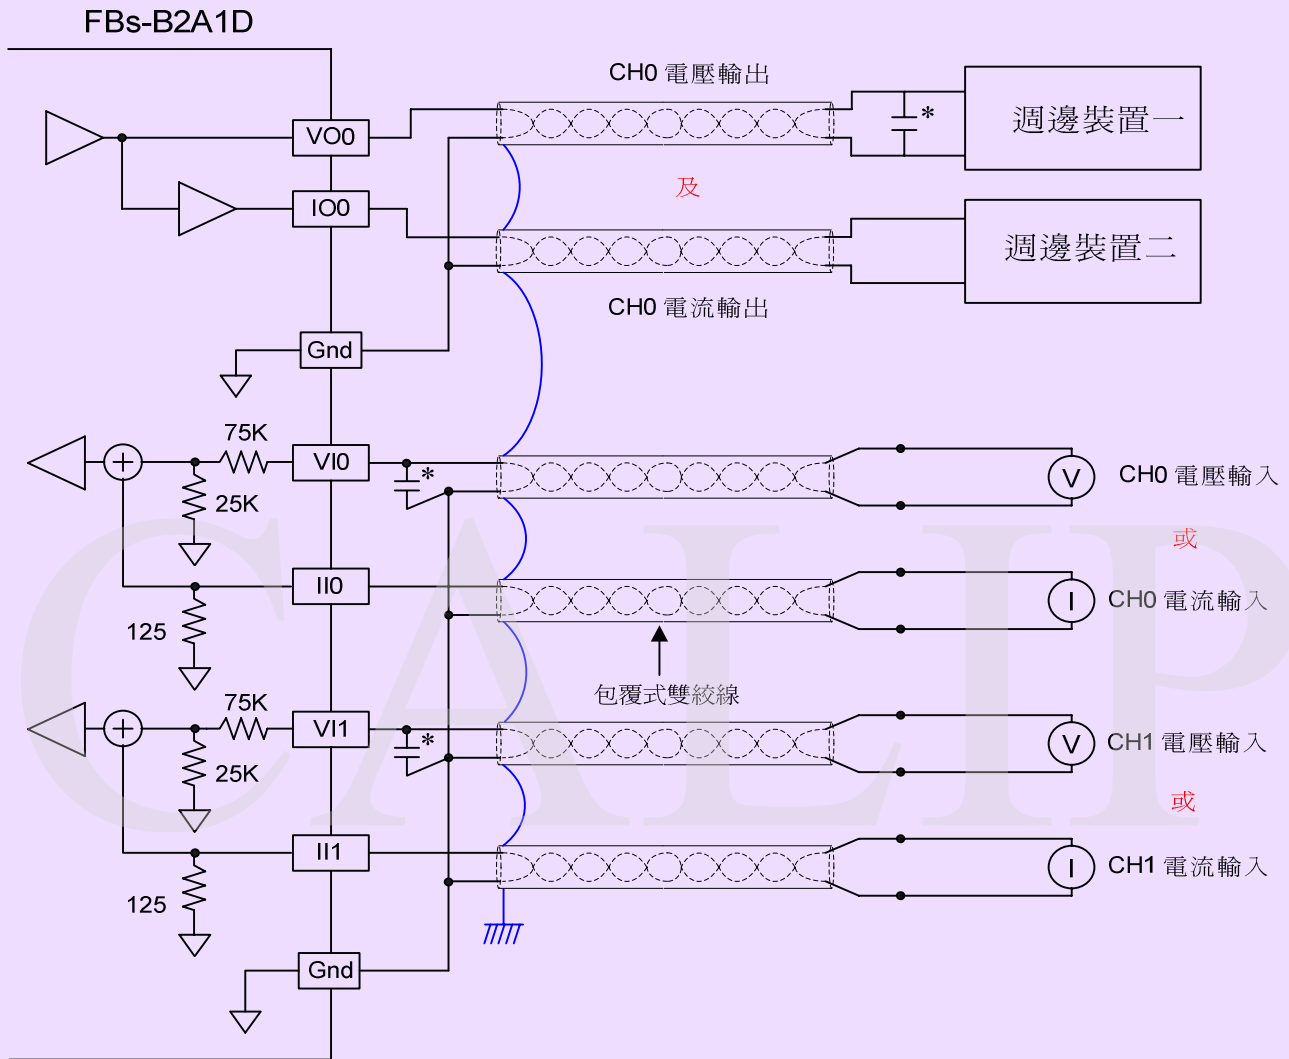 FBs-B2A1D
CH0 電壓輸出
VO0
*
週邊裝置一
及
IO0
週邊裝置二
CH0 電流輸出
Gnd
75K
VI0
*
25K
V
CH0 電壓輸入
或
II0
125
I
CH0 電流輸入
包覆式雙絞線
75K
VI1
*
25K
V
CH1 電壓輸入
或
II1
125
I
CH1 電流輸入
Gnd
CALIP